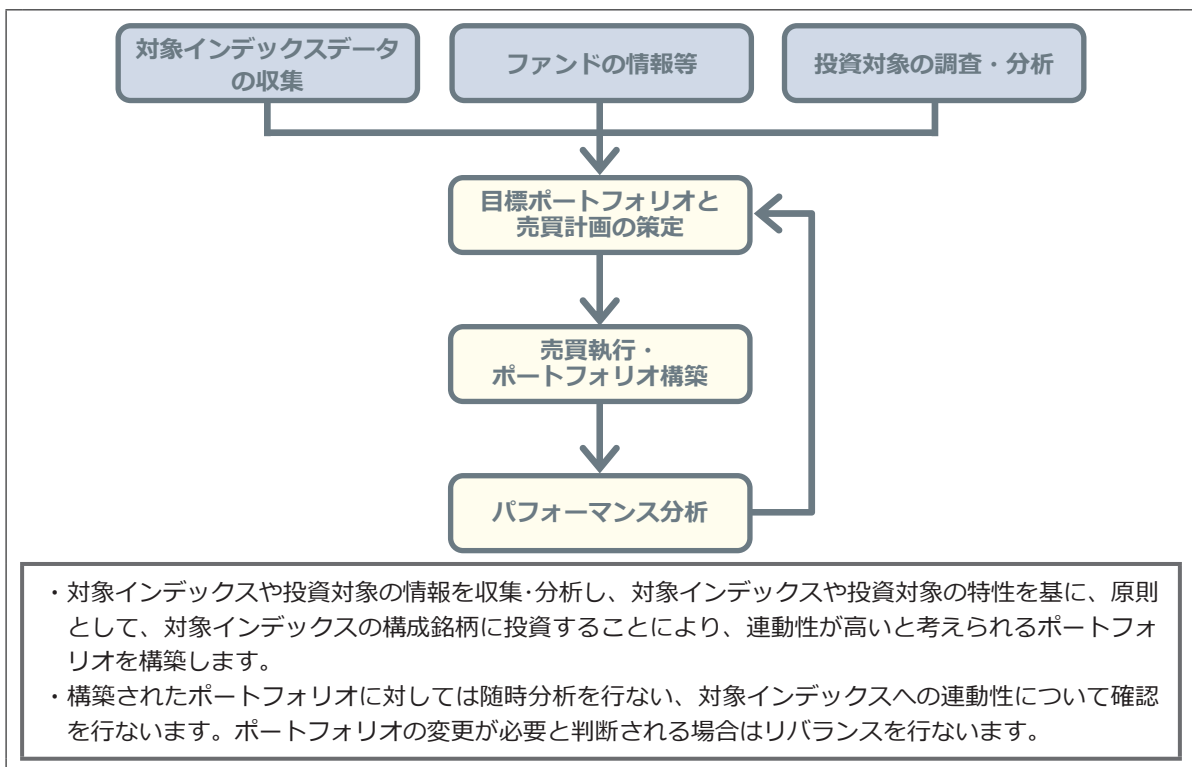 対象インデックスデータ
の収集
ファンドの情報等
投資対象の調査・分析
目標ポートフォリオと
売買計画の策定
売買執行・
ポートフォリオ構築
パフォーマンス分析
・対象インデックスや投資対象の情報を収集･分析し、対象インデックスや投資対象の特性を基に、原則
として、対象インデックスの構成銘柄に投資することにより、連動性が高いと考えられるポートフォ
リオを構築します。
・構築されたポートフォリオに対しては随時分析を行ない、対象インデックスへの連動性について確認
を行ないます。ポートフォリオの変更が必要と判断される場合はリバランスを行ないます。